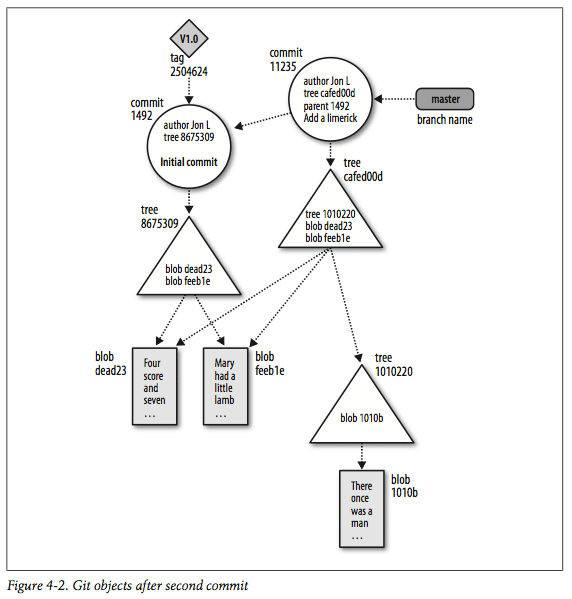 V1.0
tag
2504624
commit
1492
author Jon L
tree 8675309
Initial commit
commit
11235
author Jon L
tree cafed00d
parent 1492
Add a limerick
master
branch name
tree
cafed00d
tree 1010220
blob dead23
blob feeb1e
tree
8675309
blob dead23
blob feeb1e
blob
dead23
Four
score
and
seven
...
Mary
had a
little
lamb
...
blob
feeb1e
tree
1010220
blob 1010b
There
once
was a
man
...
blob
1010b
Figure 4-2. Git objects after second commit